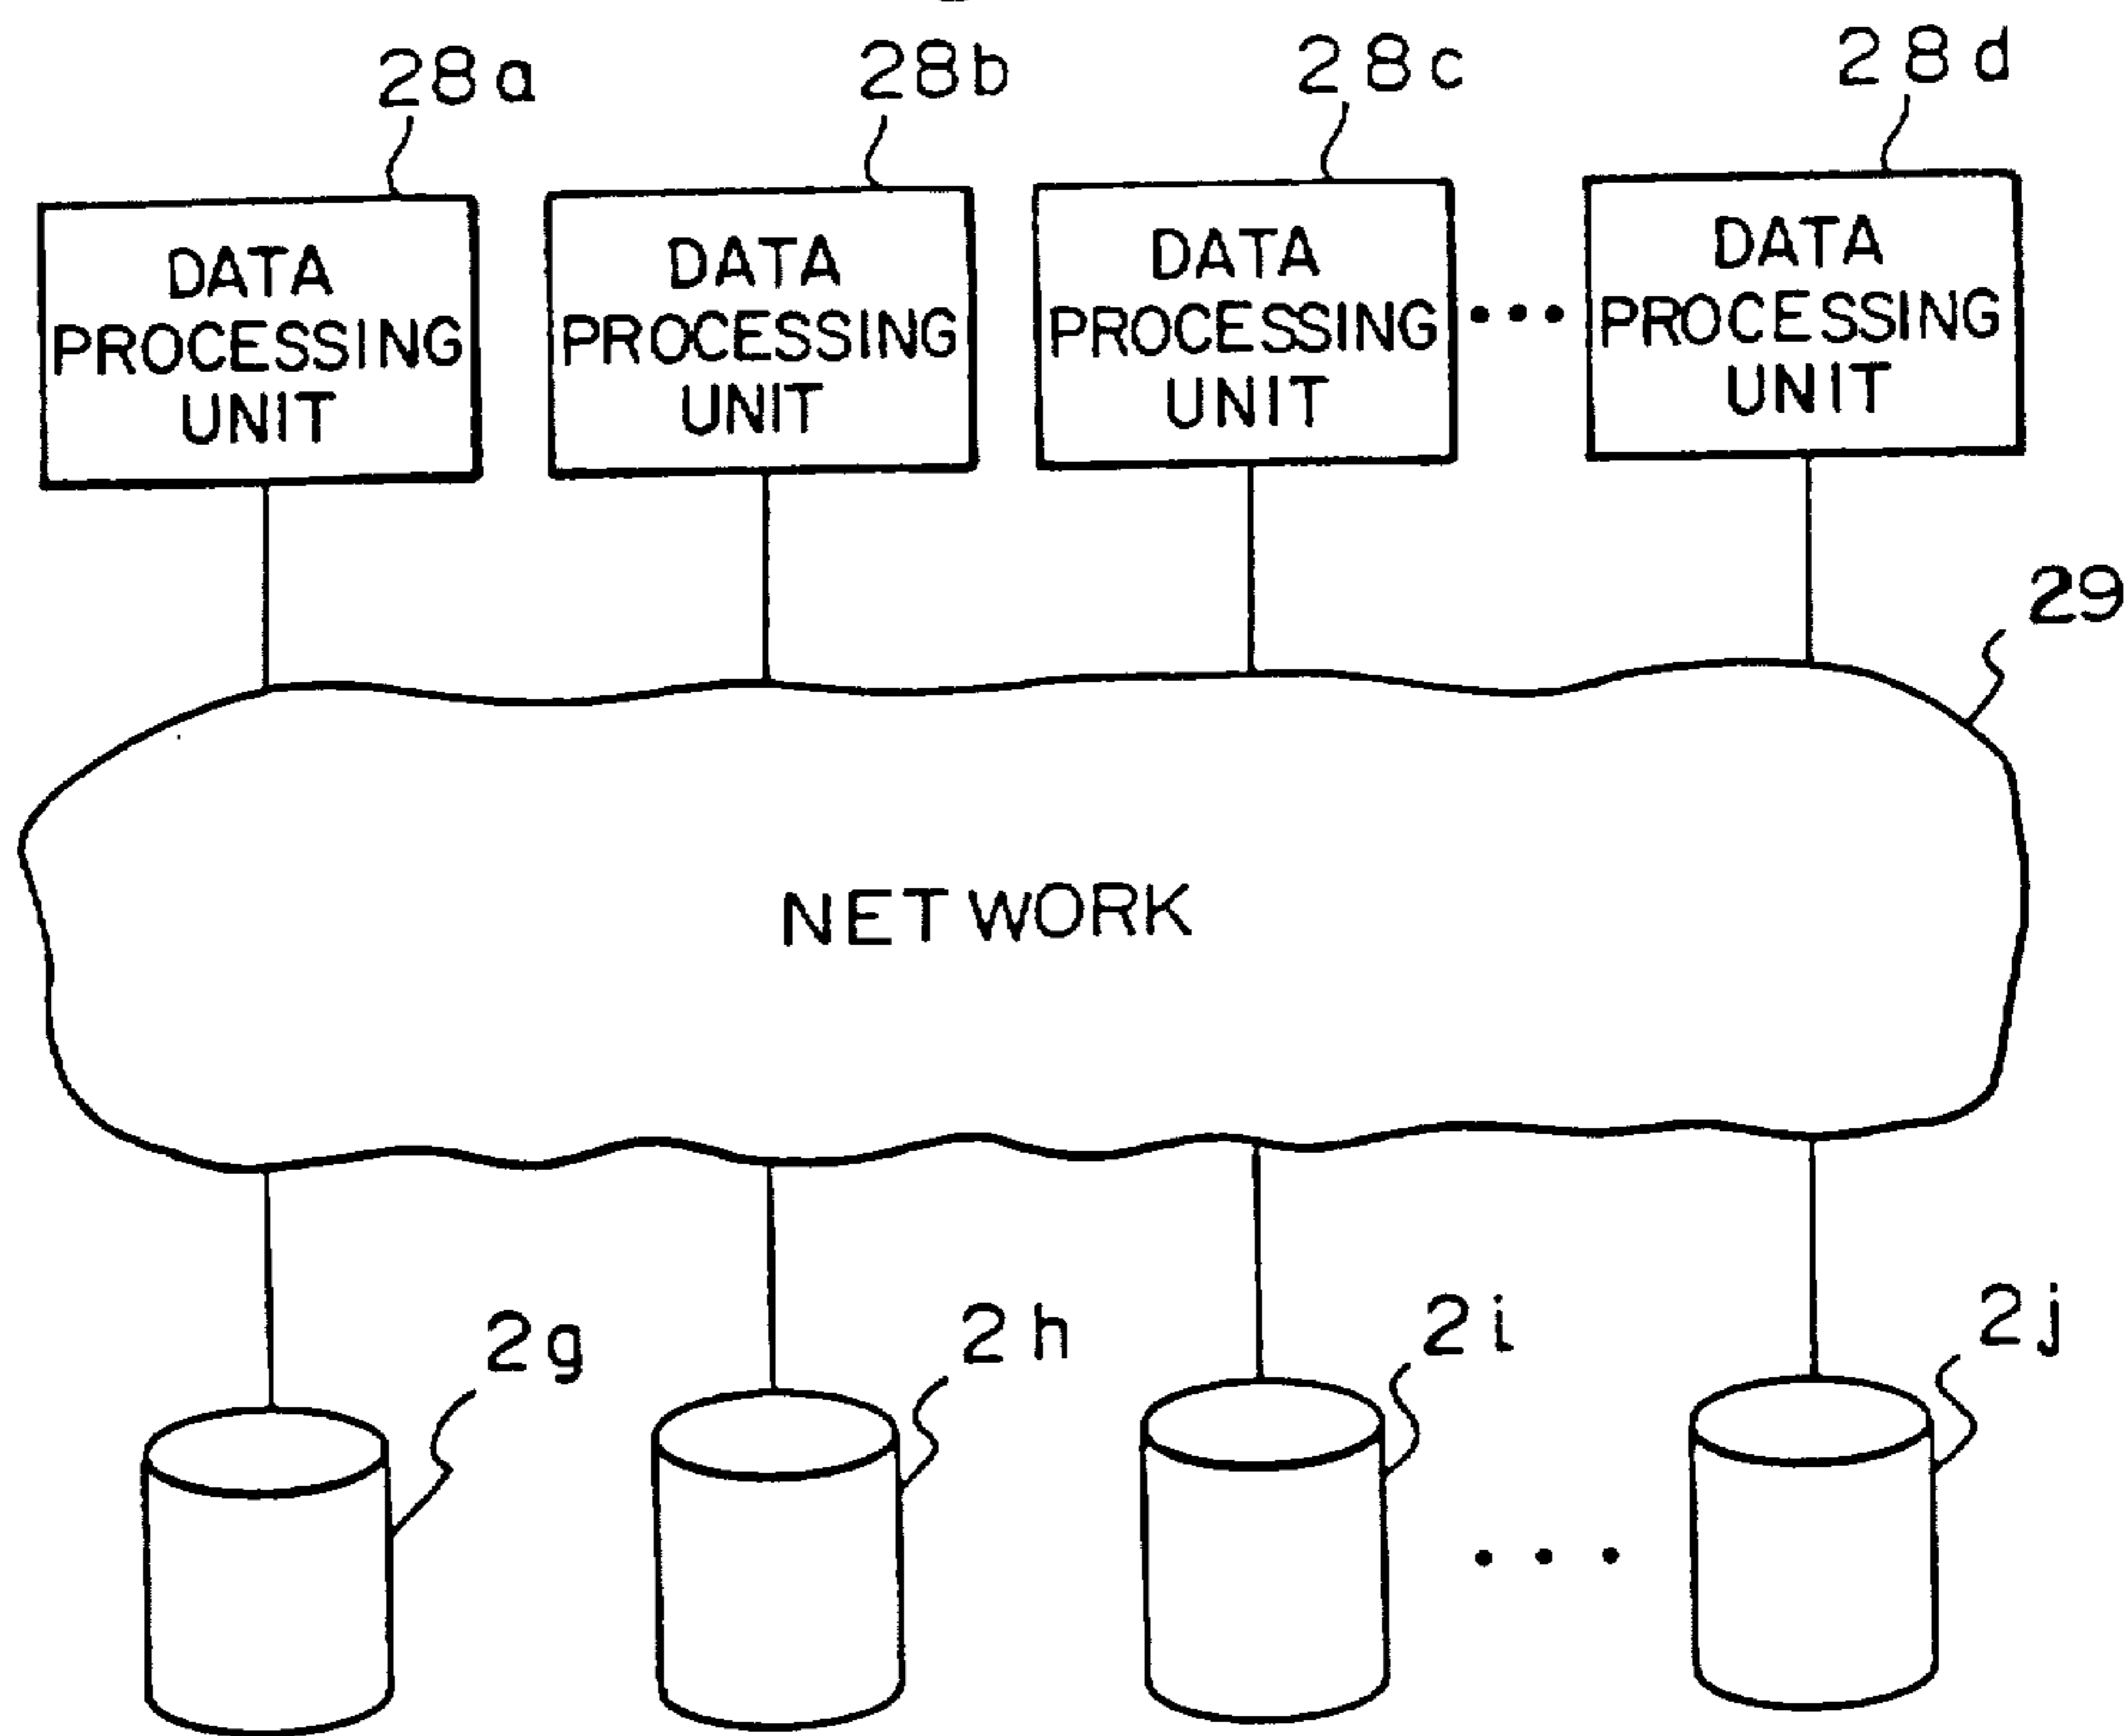 28a
28b
28c
28d
DATA
PROCESSING
UNIT
DATA
PROCESSING
UNIT
DATA
PROCESSING
UNIT
•••
DATA
PROCESSING
UNIT
29
NETWORK
2g
2h
2i
2j
•••